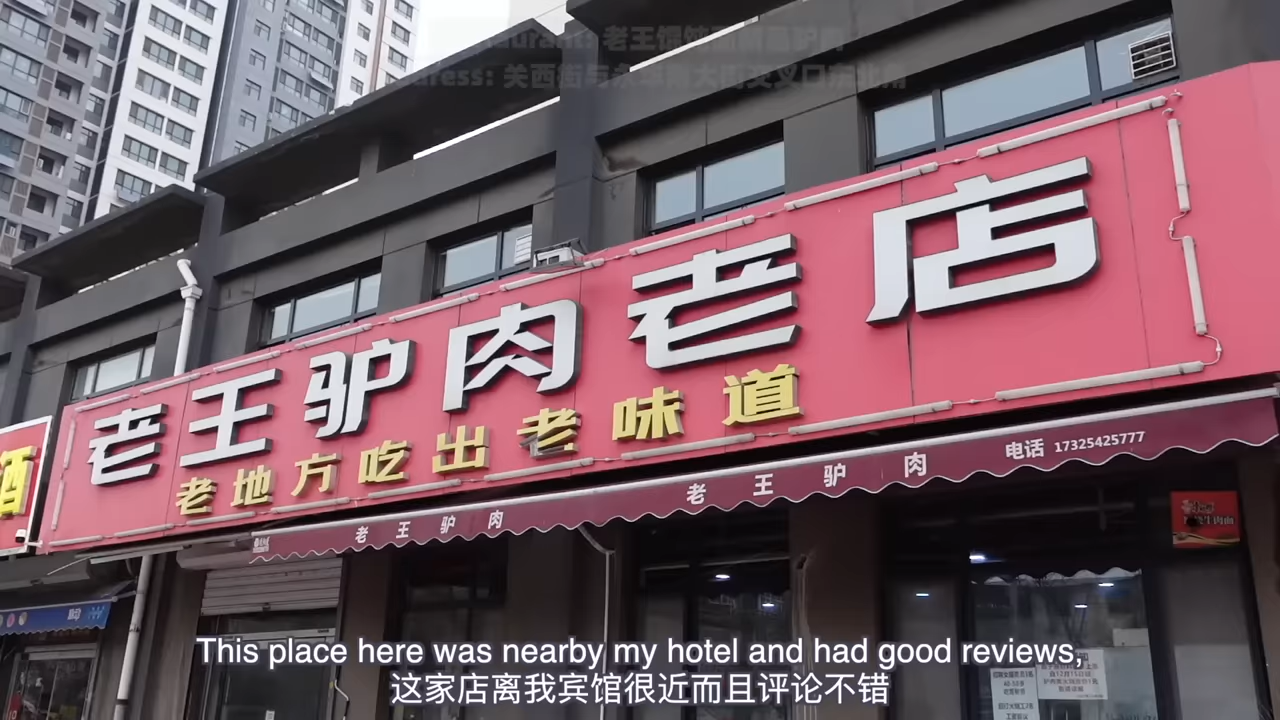 老王驴肉老店
老地方吃出老味道
老王驴肉
老王驴肉
电话 17325425777
酒
This place here was nearby my hotel and had good reviews,
这家店离我宾馆很近而且评论不错